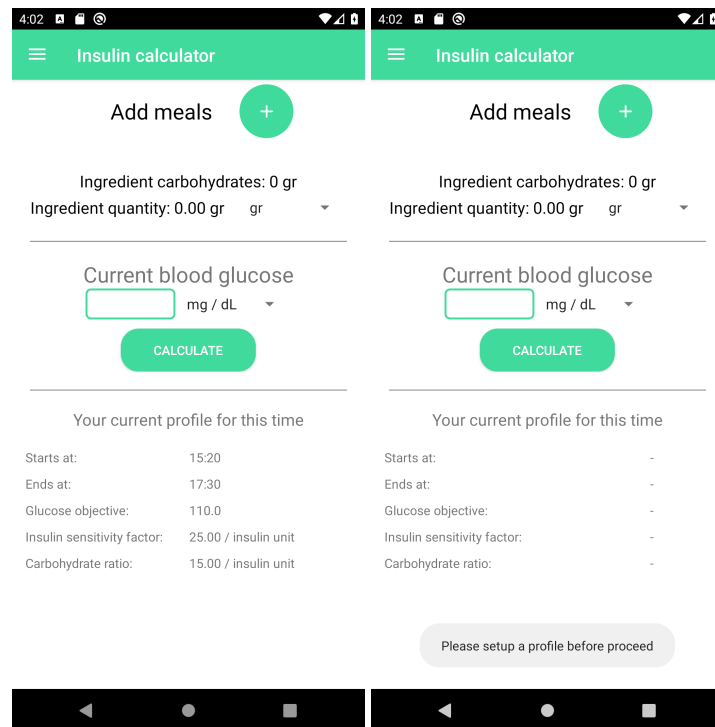 4:02
Insulin calculator
Add meals +
Ingredient carbohydrates: 0 gr
Ingredient quantity: 0.00 gr gr
Current blood glucose
mg / dL
CALCULATE
Your current profile for this time
Starts at: 15:20
Ends at: 17:30
Glucose objective: 110.0
Insulin sensitivity factor: 25.00 / insulin unit
Carbohydrate ratio: 15.00 / insulin unit
4:02
Insulin calculator
Add meals +
Ingredient carbohydrates: 0 gr
Ingredient quantity: 0.00 gr gr
Current blood glucose
mg / dL
CALCULATE
Your current profile for this time
Starts at: -
Ends at: -
Glucose objective: -
Insulin sensitivity factor: -
Carbohydrate ratio: -
Please setup a profile before proceed